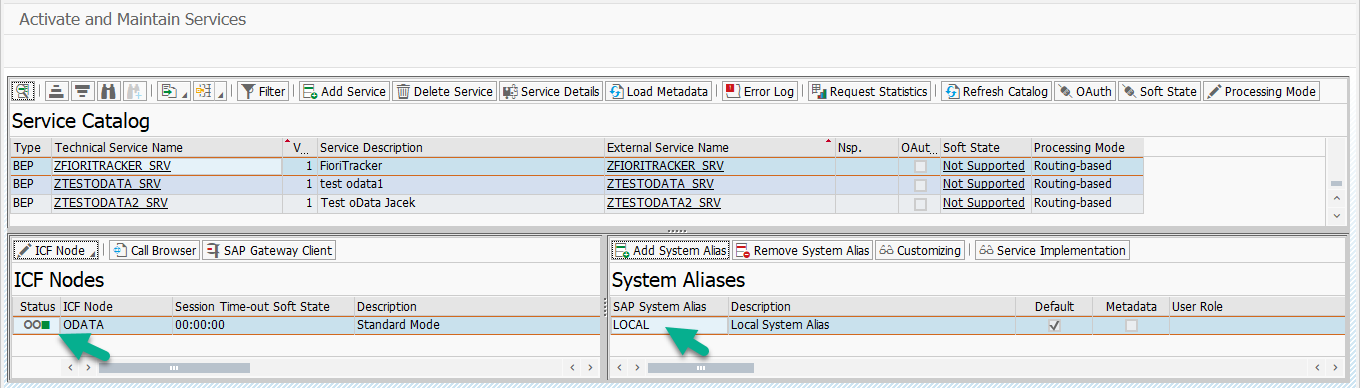 Activate and Maintain Services
Filter Add Service Delete Service Service Details Load Metadata Error Log Request Statistics Refresh Catalog OAuth Soft State Processing Mode
Service Catalog
Type Technical Service Name V... Service Description External Service Name Nsp. OAut... Soft State Processing Mode
BEP ZFIORITRACKER_SRV 1 FioriTracker ZFIORITRACKER_SRV Not Supported Routing-based
BEP ZTESTODATA_SRV 1 test odata1 ZTESTODATA_SRV Not Supported Routing-based
BEP ZTESTODATA2_SRV 1 Test oData Jacek ZTESTODATA2_SRV Not Supported Routing-based
ICF Node Call Browser SAP Gateway Client
ICF Nodes
Status ICF Node Session Time-out Soft State Description
ODATA 00:00:00 Standard Mode
Add System Alias Remove System Alias Customizing Service Implementation
System Aliases
SAP System Alias Description Default Metadata User Role
LOCAL Local System Alias